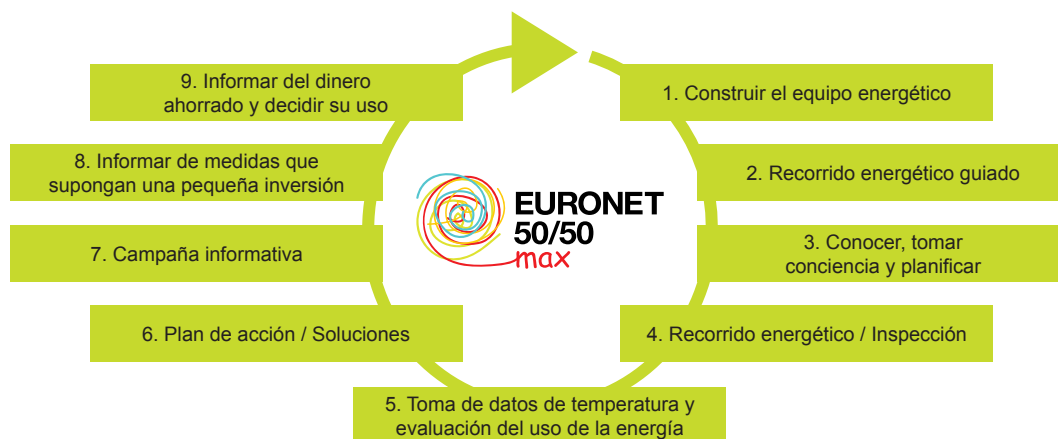 1. Construir el equipo energético
2. Recorrido energético guiado
3. Conocer, tomar
conciencia y planificar
4. Recorrido energético / Inspección
5. Toma de datos de temperatura y
evaluación del uso de la energía
6. Plan de acción / Soluciones
7. Campaña informativa
8. Informar de medidas que
supongan una pequeña inversión
9. Informar del dinero
ahorrado y decidir su uso
EURONET
50/50
max